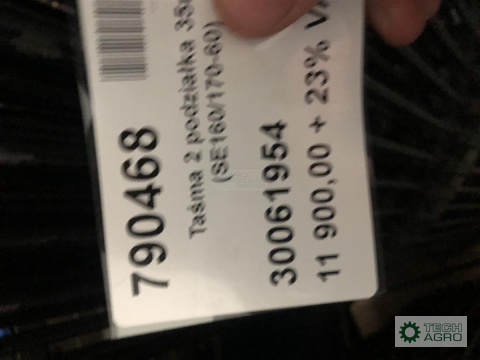 790468
Taśma 2 podziałka 35
(SE160/170-60)
30061954
11 900,00 + 23% V
TECH
AGRO